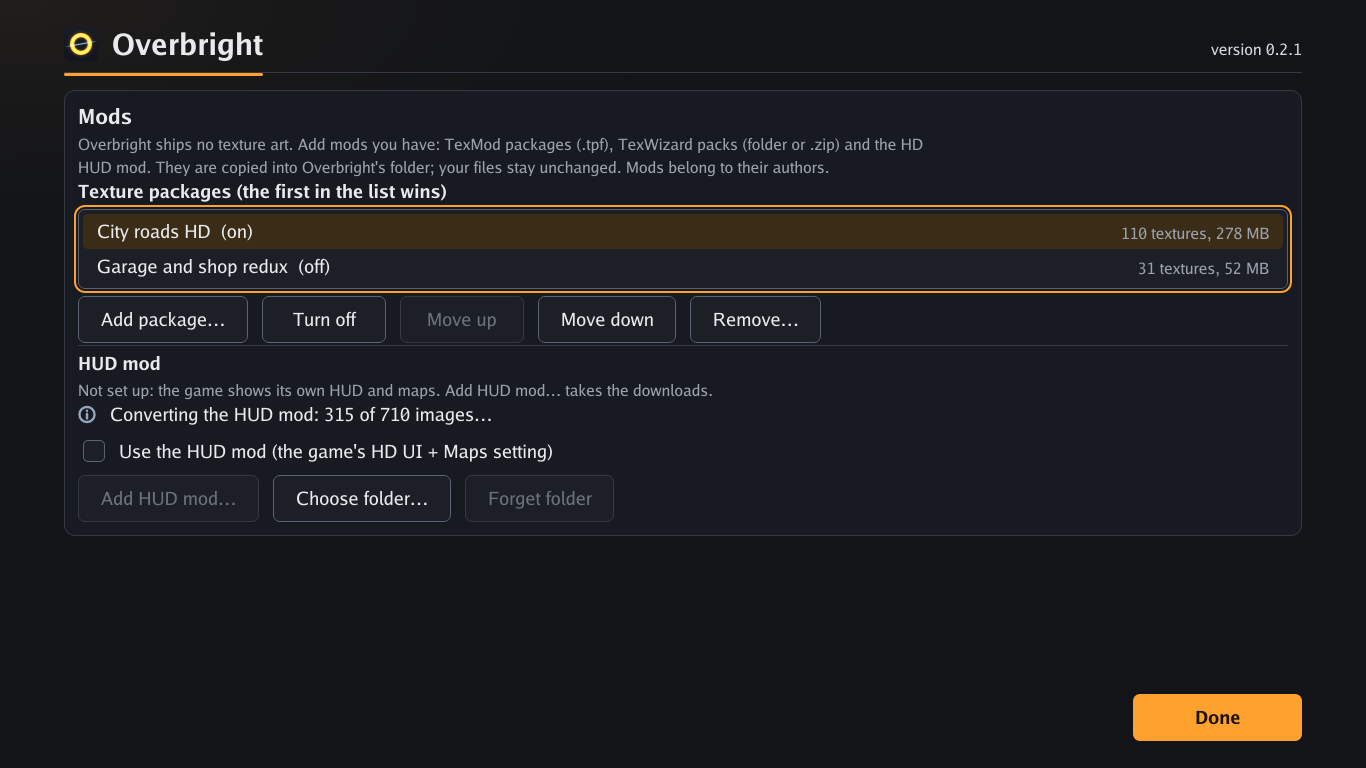 Overbright
version 0.2.1
Mods
Overbright ships no texture art. Add mods you have: TexMod packages (.tpf), TexWizard packs (folder or .zip) and the HD
HUD mod. They are copied into Overbright's folder; your files stay unchanged. Mods belong to their authors.
Texture packages (the first in the list wins)
City roads HD (on) 110 textures, 278 MB
Garage and shop redux (off) 31 textures, 52 MB
Add package... Turn off Move up Move down Remove...
HUD mod
Not set up: the game shows its own HUD and maps. Add HUD mod... takes the downloads.
Converting the HUD mod: 315 of 710 images...
Use the HUD mod (the game's HD UI + Maps setting)
Add HUD mod... Choose folder... Forget folder
Done